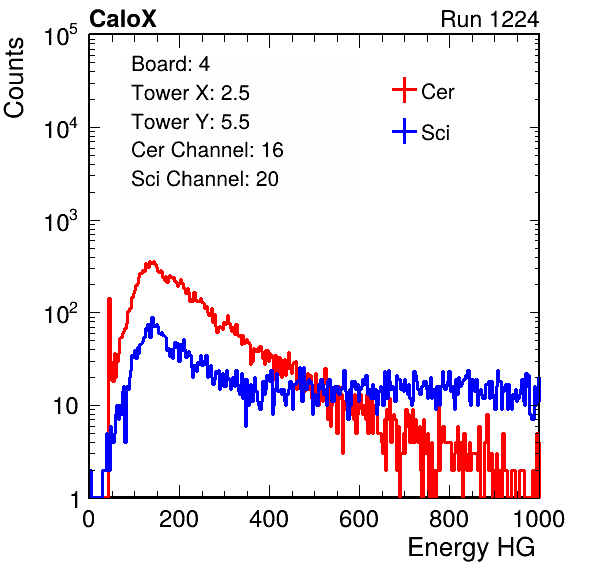 CaloX Run 1224
Board: 4
Tower X: 2.5
Tower Y: 5.5
Cer Channel: 16
Sci Channel: 20
Cer
Sci
Counts
10^5
10^4
10^3
10^2
10
1
0 200 400 600 800 1000
Energy HG